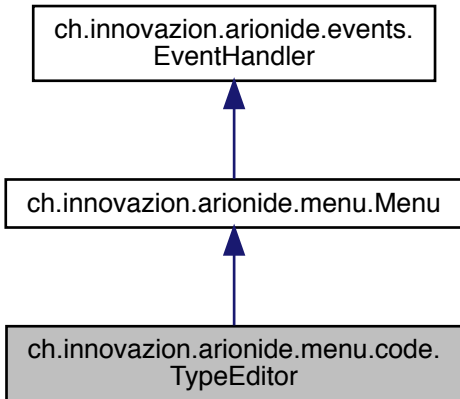 ch.innovazion.arionide.events.
EventHandler
ch.innovazion.arionide.menu.Menu
ch.innovazion.arionide.menu.code.
TypeEditor